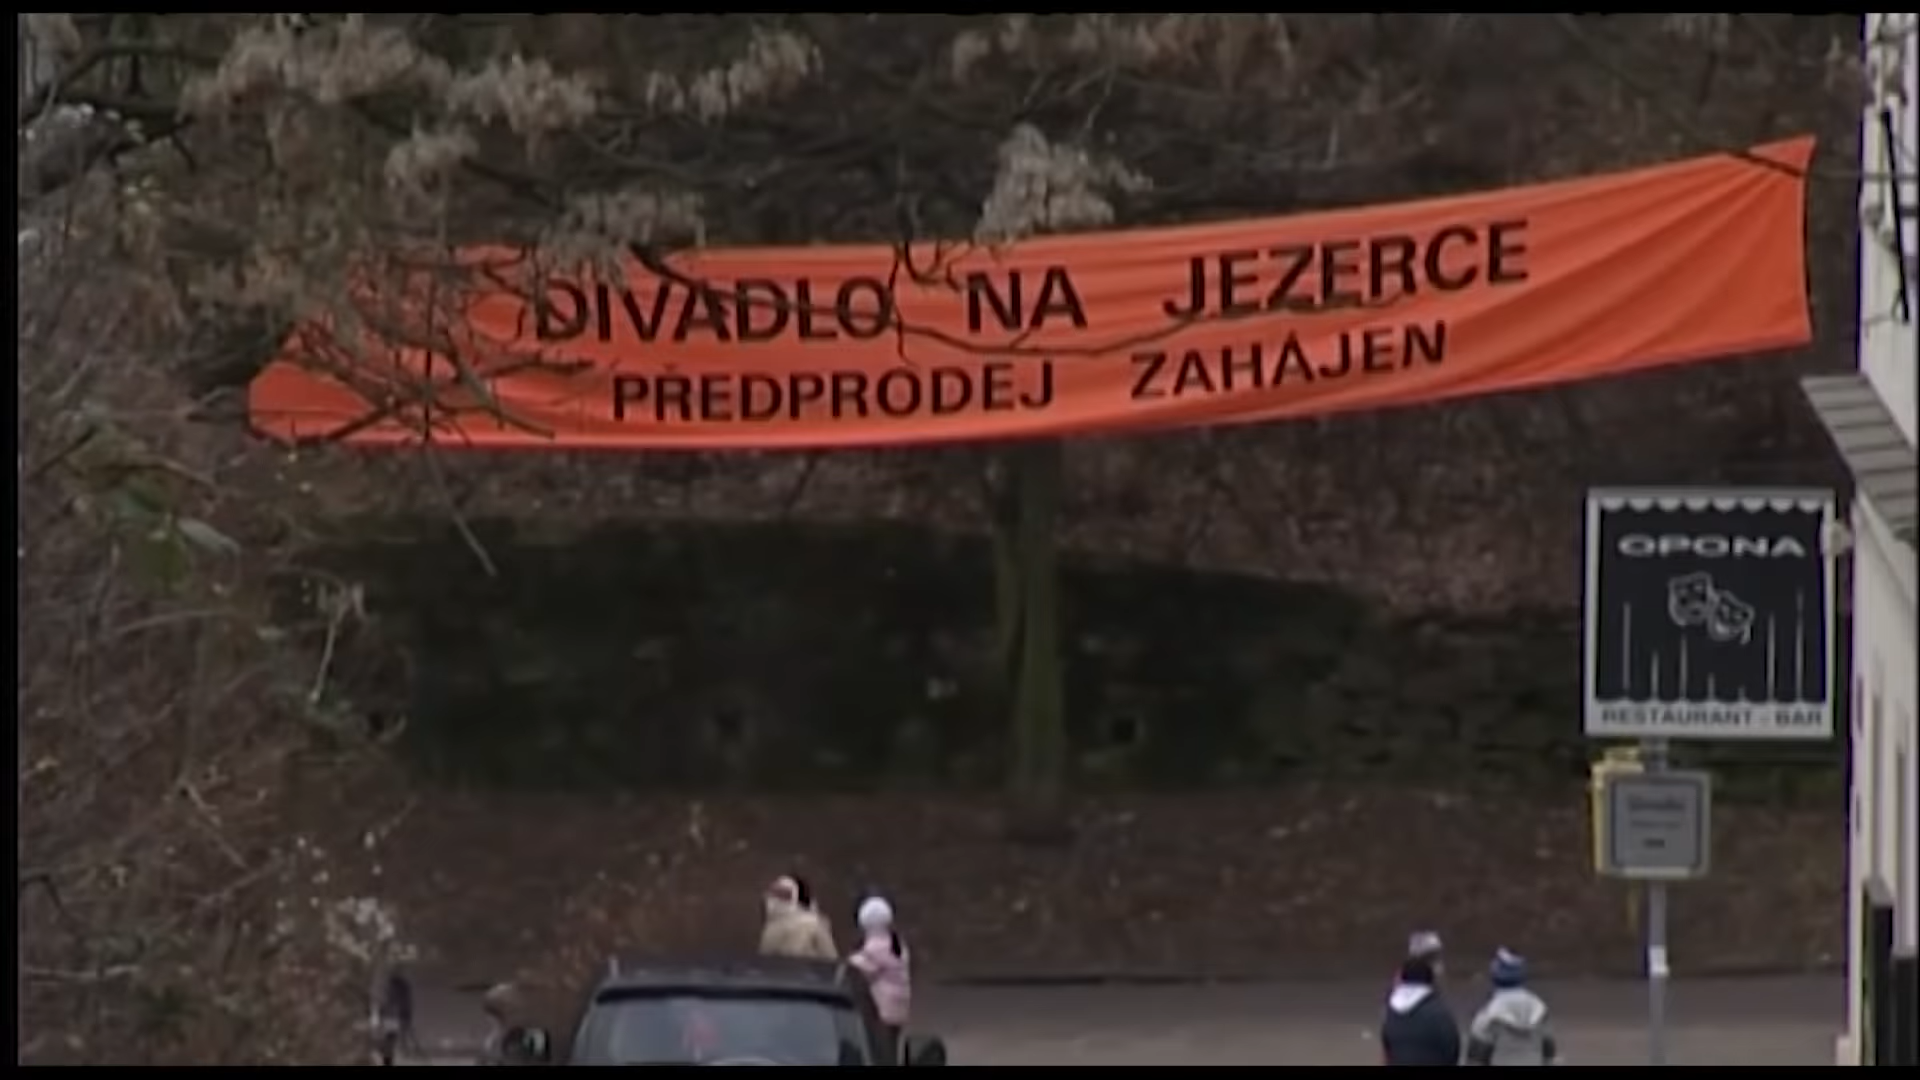 DIVADLO NA JEZERCE
PŘEDPRODEJ ZAHÁJEN
OPONA
RESTAURANT - BAR